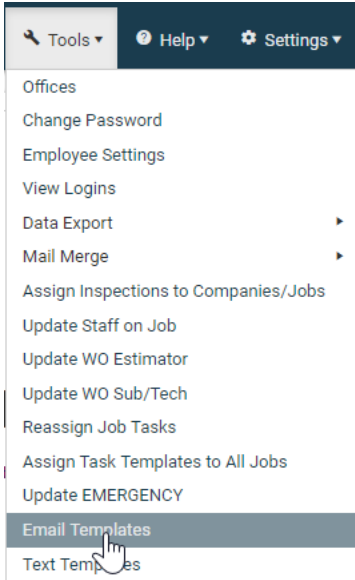 Tools ▾ Help ▾ Settings ▾
Offices
Change Password
Employee Settings
View Logins
Data Export
Mail Merge
Assign Inspections to Companies/Jobs
Update Staff on Job
Update WO Estimator
Update WO Sub/Tech
Reassign Job Tasks
Assign Task Templates to All Jobs
Update EMERGENCY
Email Templates
Text Templates